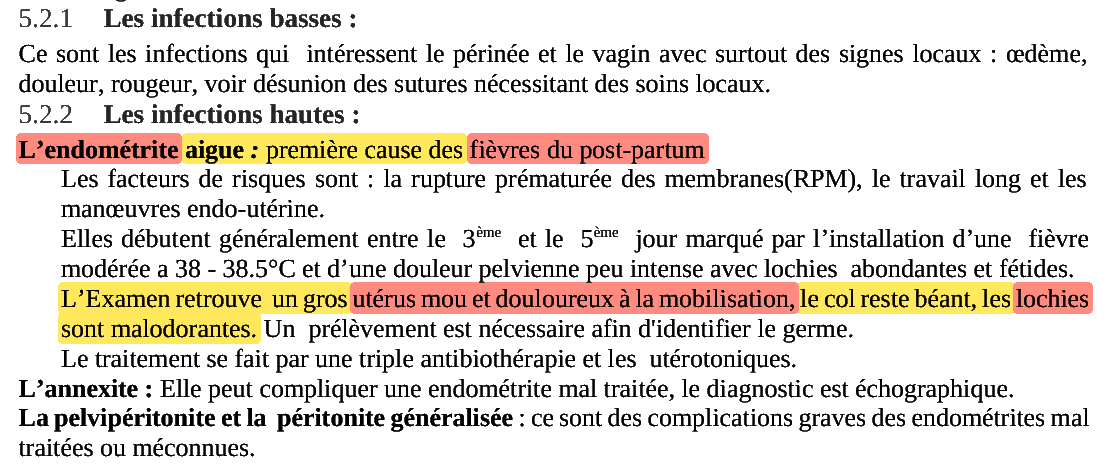 5.2.1 Les infections basses :
Ce sont les infections qui intéressent le périnée et le vagin avec surtout des signes locaux : œdème,
douleur, rougeur, voir désunion des sutures nécessitant des soins locaux.
5.2.2 Les infections hautes :
L’endométrite aigue : première cause des fièvres du post-partum
Les facteurs de risques sont : la rupture prématurée des membranes(RPM), le travail long et les
manœuvres endo-utérine.
Elles débutent généralement entre le 3ème et le 5ème jour marqué par l’installation d’une fièvre
modérée a 38 - 38.5°C et d’une douleur pelvienne peu intense avec lochies abondantes et fétides.
L’Examen retrouve un gros utérus mou et douloureux à la mobilisation, le col reste béant, les lochies
sont malodorantes. Un prélèvement est nécessaire afin d'identifier le germe.
Le traitement se fait par une triple antibiothérapie et les utérotoniques.
L’annexite : Elle peut compliquer une endométrite mal traitée, le diagnostic est échographique.
La pelvipéritonite et la péritonite généralisée : ce sont des complications graves des endométrites mal
traitées ou méconnues.